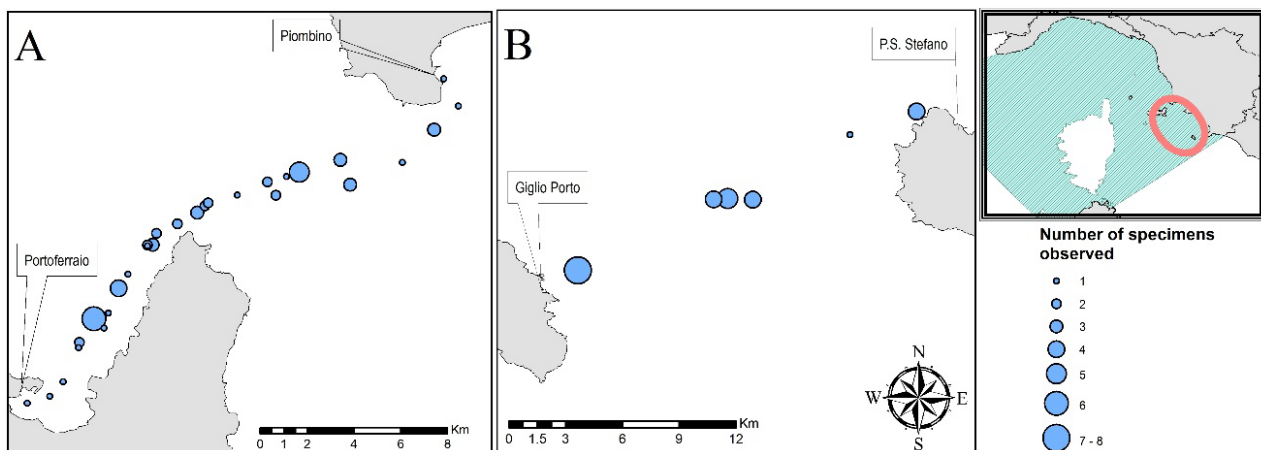 A
Piombino
Portoferraio
Km
0 1 2 4 6 8
B
P.S. Stefano
Giglio Porto
N
W E
S
Km
0 1.5 3 6 9 12
Number of specimens
observed
1
2
3
4
5
6
7 - 8